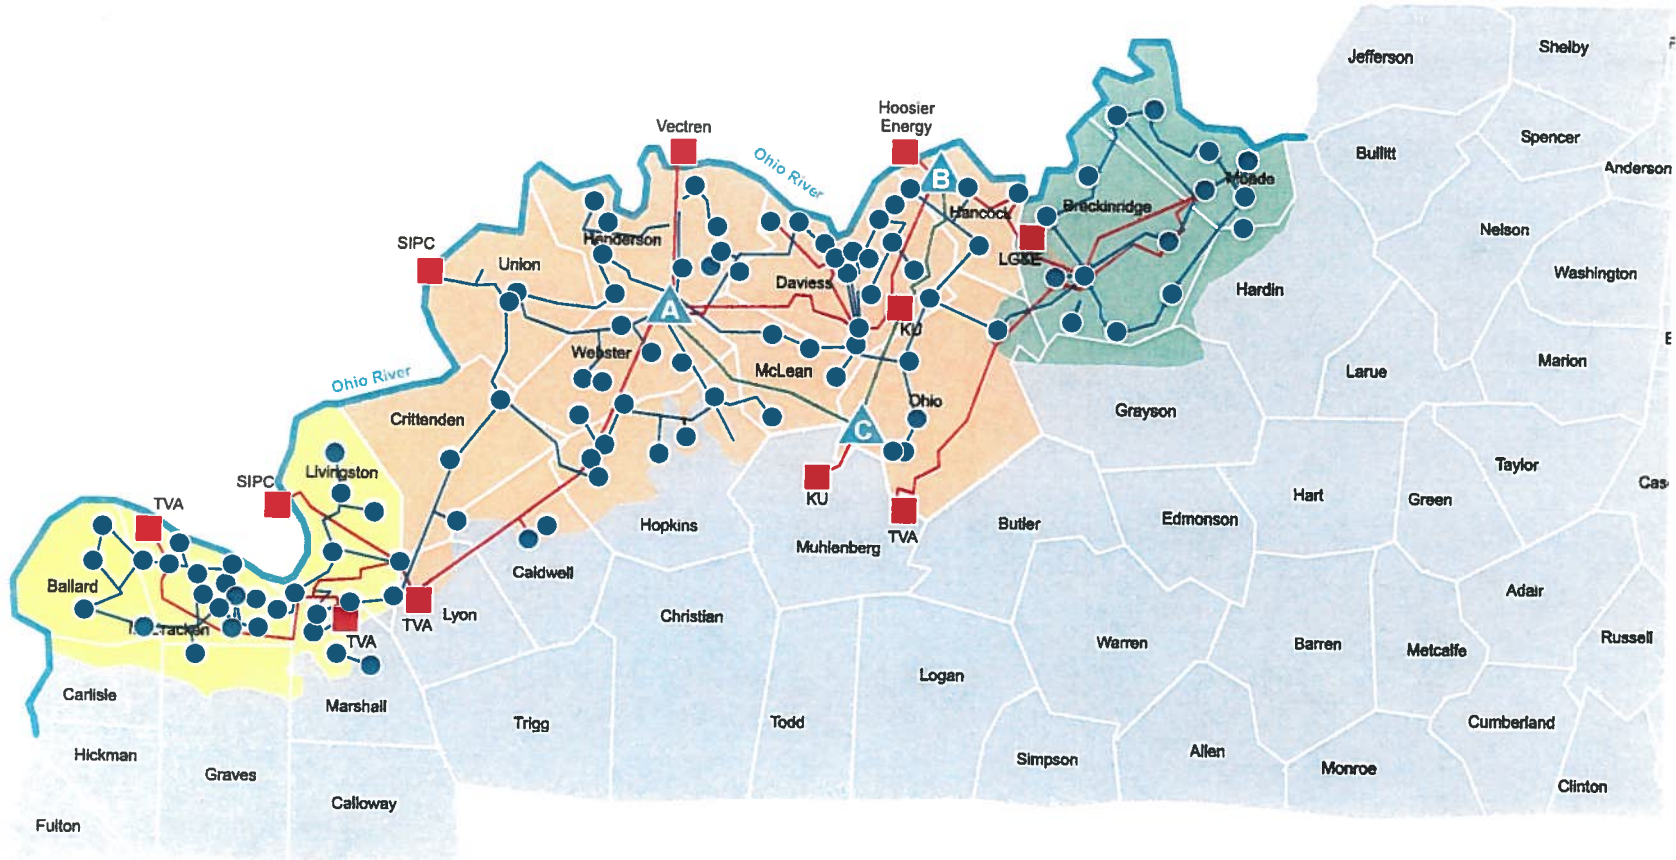 Jefferson
Shelby
Hoosier
Energy
Vectren
Ohio River
Bullitt
Spencer
Anderson
Meade
SIPC
Henderson
Union
B
Hancock
Breckinridge
LG&E
Nelson
Washington
Daviess
A
KU
Hardin
Webster
McLean
Ohio River
Larue
Marion
Crittenden
Ohio
Grayson
C
SIPC
Livingston
TVA
KU
TVA
Hopkins
Muhlenberg
Butler
Edmonson
Hart
Green
Taylor
Ballard
Caldwell
Adair
TVA
Lyon
TVA
Christian
Warren
Barren
Metcalfe
Russell
Carlisle
Marshall
Logan
Trigg
Todd
Cumberland
Hickman
Graves
Simpson
Allen
Monroe
Calloway
Clinton
Fulton